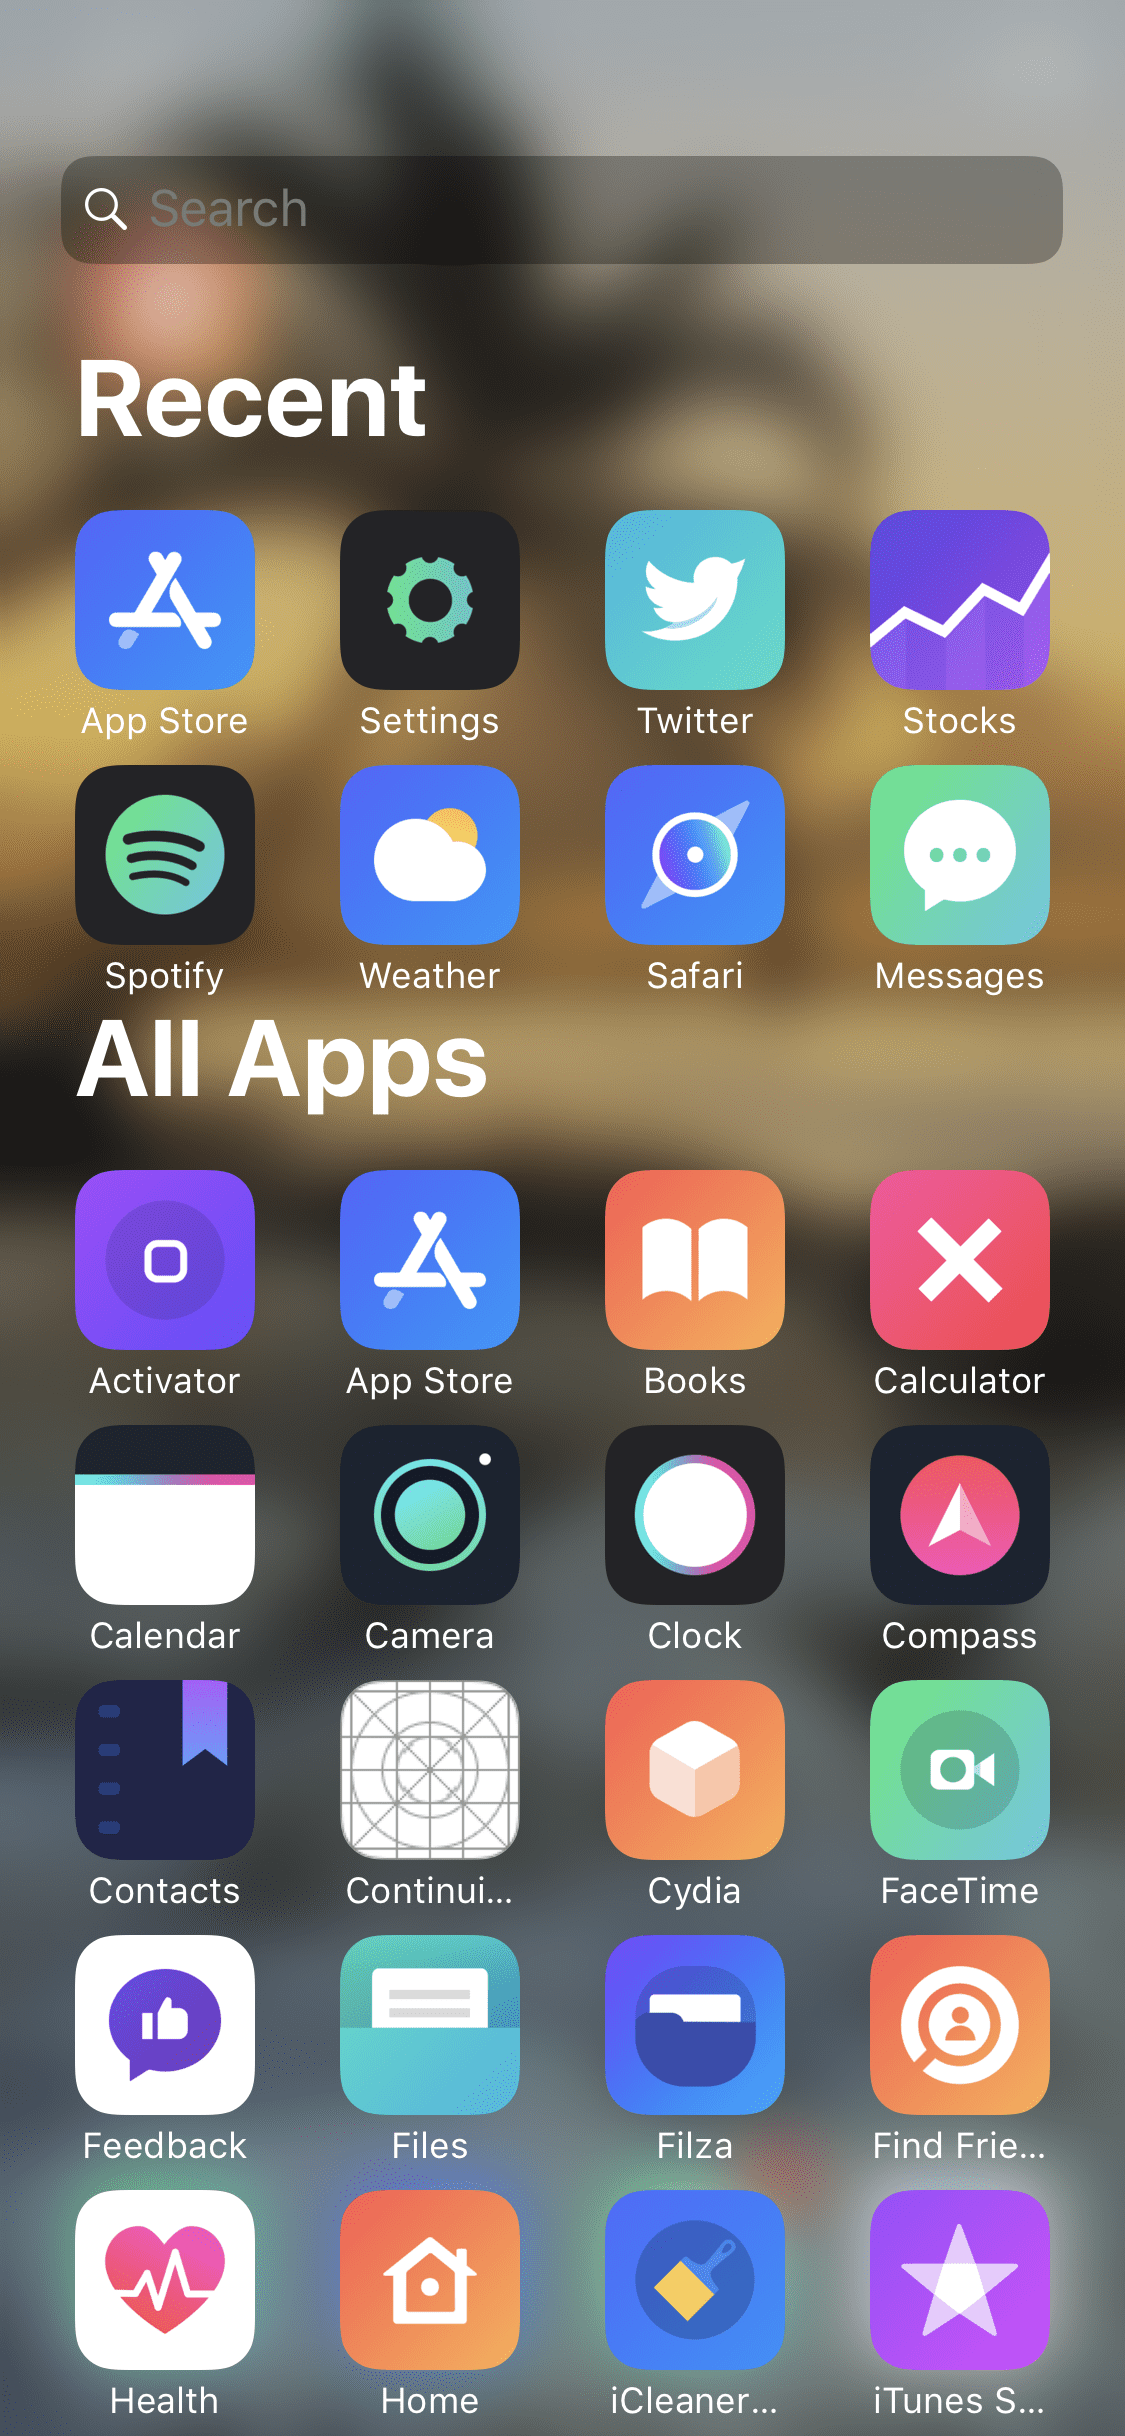 Search
Recent
App Store Settings Twitter Stocks
Spotify Weather Safari Messages
All Apps
Activator App Store Books Calculator
Calendar Camera Clock Compass
Contacts Continui... Cydia FaceTime
Feedback Files Filza Find Frie...
Health Home iCleaner... iTunes S...